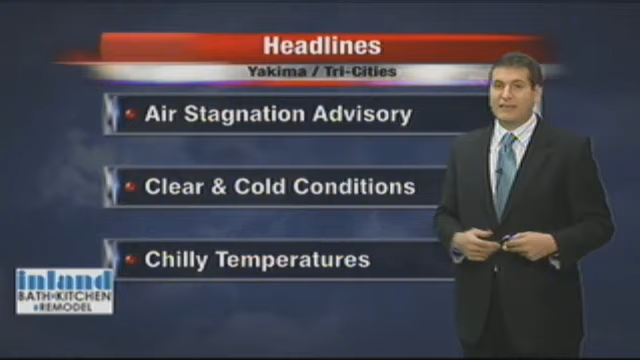 Headlines
Yakima / Tri-Cities
Air Stagnation Advisory
Clear & Cold Conditions
Chilly Temperatures
inland
BATH•KITCHEN
REMODEL